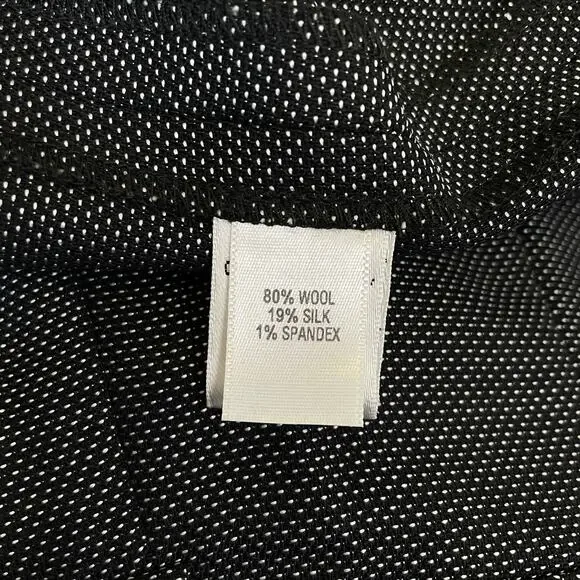 80% WOOL
19% SILK
1% SPANDEX